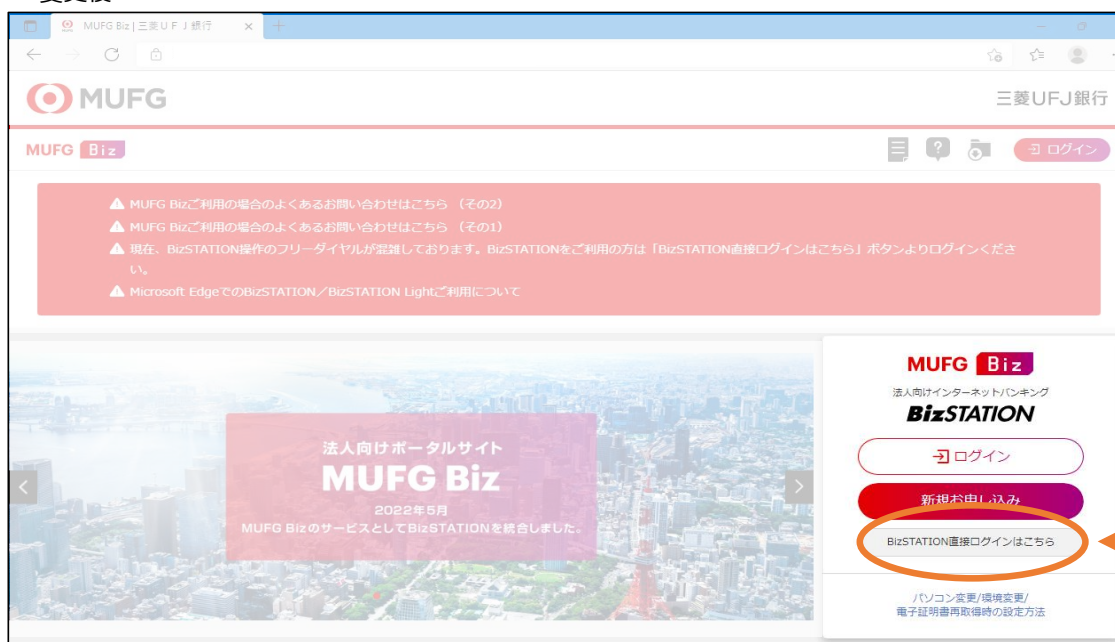 変更後
MUFG Biz | 三菱ＵＦＪ銀行
MUFG
三菱UFJ銀行
MUFG Biz
ログイン
MUFG Bizご利用の場合のよくあるお問い合わせはこちら （その2）
MUFG Bizご利用の場合のよくあるお問い合わせはこちら （その1）
現在、BizSTATION操作のフリーダイヤルが混雑しております。BizSTATIONをご利用の方は「BizSTATION直接ログインはこちら」ボタンよりログインくださ
い。
Microsoft EdgeでのBizSTATION／BizSTATION Lightご利用について
法人向けポータルサイト
MUFG Biz
2022年5月
MUFG BizのサービスとしてBizSTATIONを統合しました。
MUFG Biz
法人向けインターネットバンキング
BizSTATION
ログイン
新規お申し込み
BizSTATION直接ログインはこちら
パソコン変更/環境変更/
電子証明書再取得時の設定方法